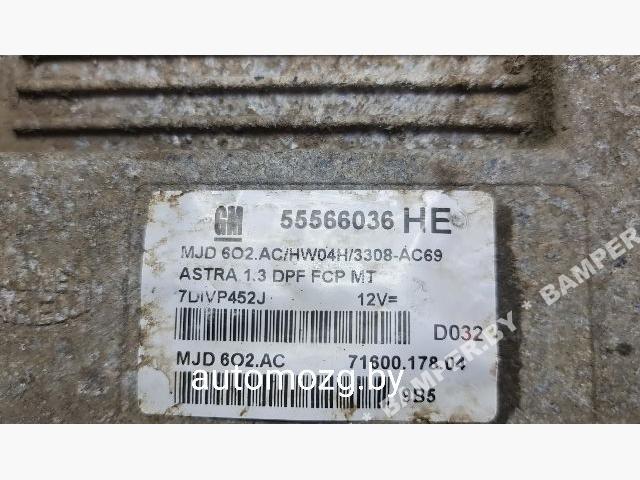 GM 55566036 HE
MJD 6O2.AC/HW04H/3308-AC69
ASTRA 1.3 DPF FCP MT
7DIVP452J 12V=
D032
MJD 6O2.AC 71600.178.04
automozg.by
9B5
* BAMPER.BY * BAMPER.BY